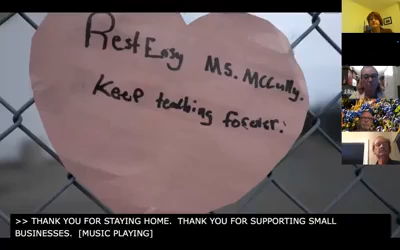 Rest Easy Ms. McCully.
Keep teaching forever.
>> THANK YOU FOR STAYING HOME. THANK YOU FOR SUPPORTING SMALL
BUSINESSES. [MUSIC PLAYING]